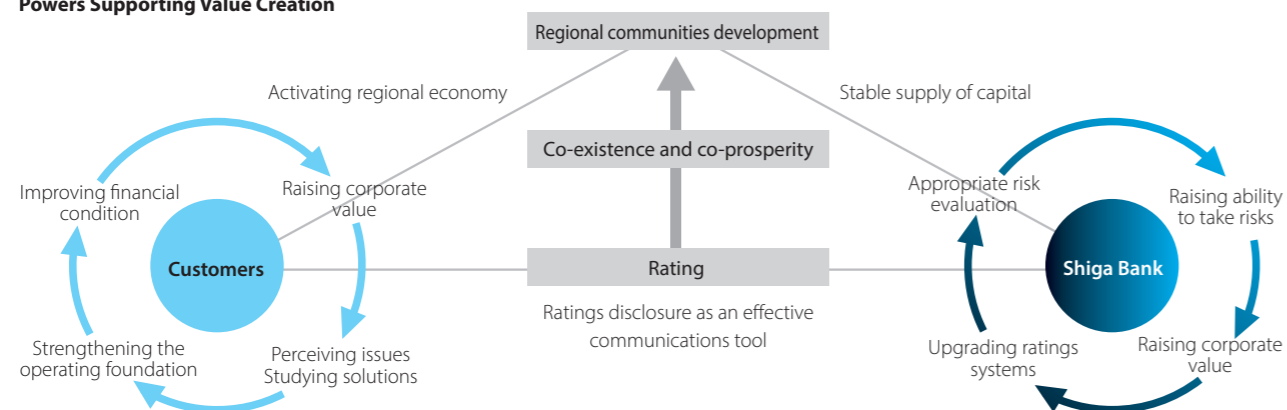 Powers Supporting Value Creation
Regional communities development
Activating regional economy
Stable supply of capital
Co-existence and co-prosperity
Improving financial
condition
Raising corporate
value
Appropriate risk
evaluation
Raising ability
to take risks
Customers
Rating
Shiga Bank
Ratings disclosure as an effective
communications tool
Strengthening the
operating foundation
Perceiving issues
Studying solutions
Upgrading ratings
systems
Raising corporate
value